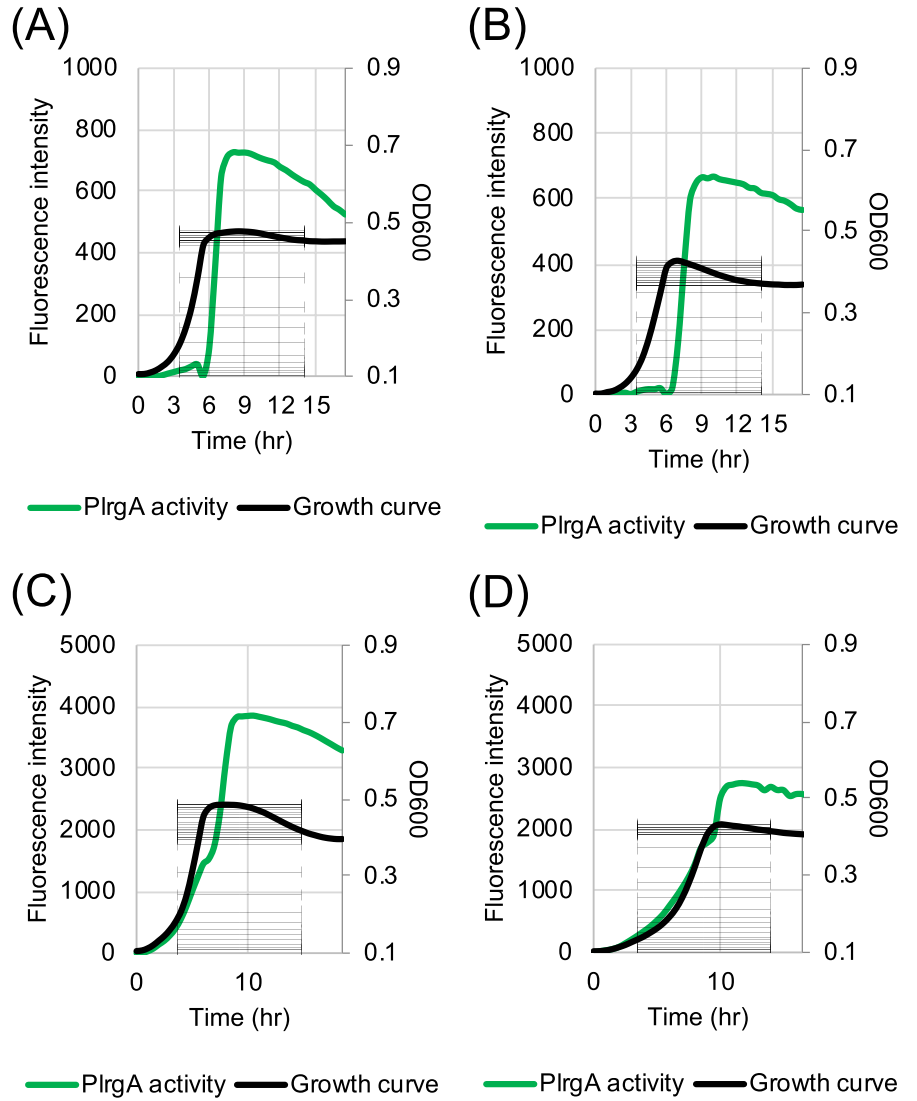 (A)
1000
800
600
400
200
0
0.9
0.7
0.5
0.3
0.1
0 3 6 9 12 15
Fluorescence intensity
OD600
Time (hr)
PlrgA activity Growth curve
(B)
1000
800
600
400
200
0
0.9
0.7
0.5
0.3
0.1
0 3 6 9 12 15
Fluorescence intensity
OD600
Time (hr)
PlrgA activity Growth curve
(C)
5000
4000
3000
2000
1000
0
0.9
0.7
0.5
0.3
0.1
0 10
Fluorescence intensity
OD600
Time (hr)
PlrgA activity Growth curve
(D)
5000
4000
3000
2000
1000
0
0.9
0.7
0.5
0.3
0.1
0 10
Fluorescence intensity
OD600
Time (hr)
PlrgA activity Growth curve